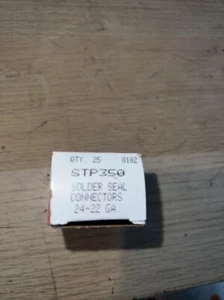 QTY. 25 0102
STP350
SOLDER SEAL
CONNECTORS
24-22 GA